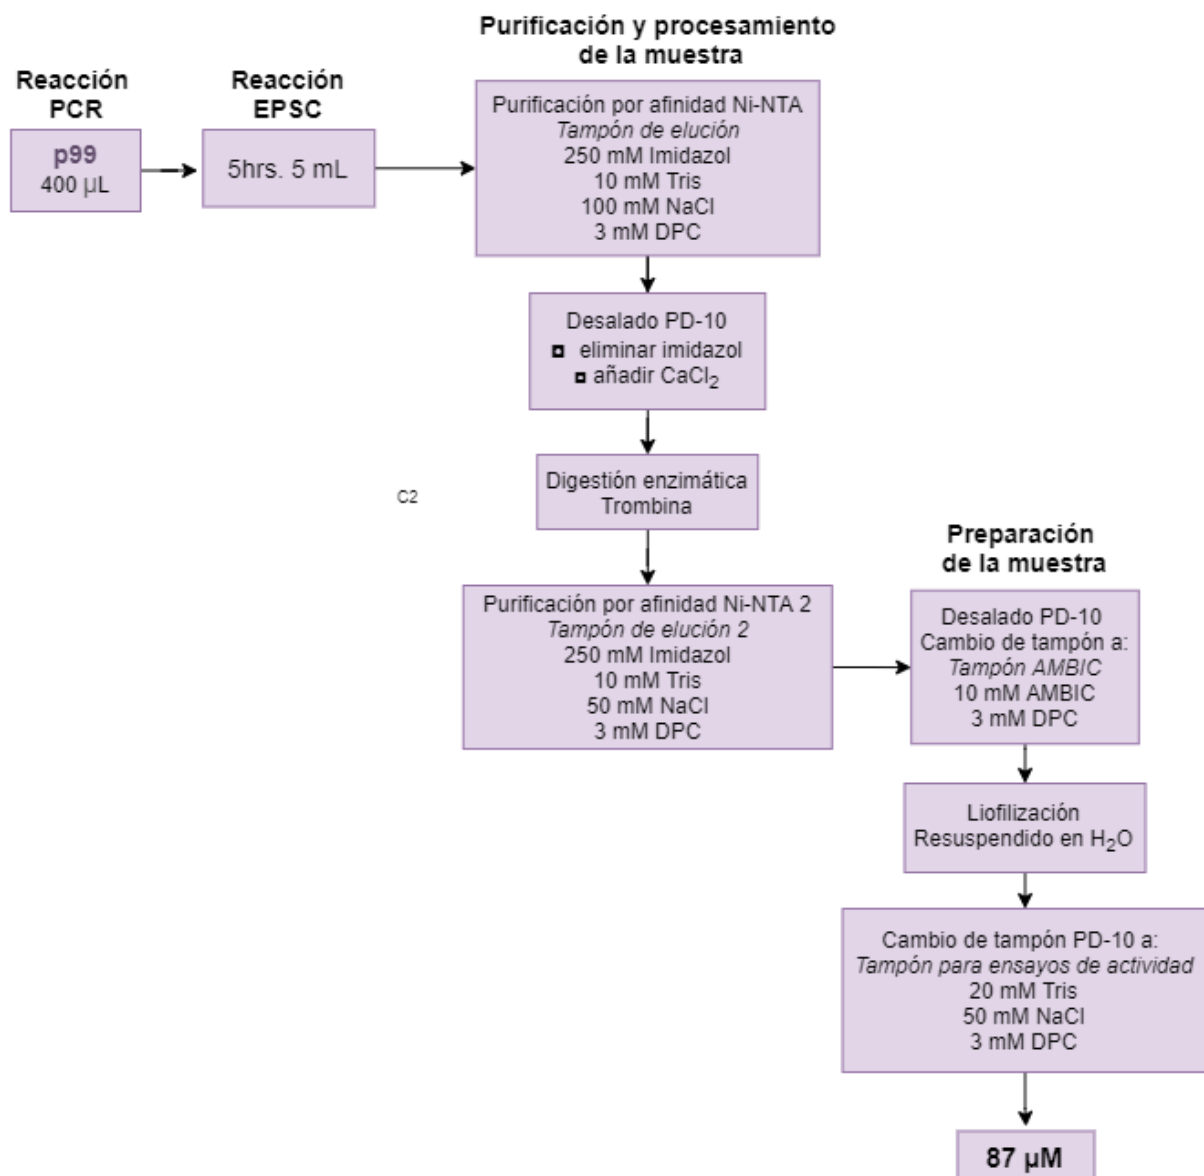 Reacción
PCR
p99
400 µL
Reacción
EPSC
5hrs. 5 mL
Purificación y procesamiento
de la muestra
Purificación por afinidad Ni-NTA
Tampón de elución
250 mM Imidazol
10 mM Tris
100 mM NaCl
3 mM DPC
Desalado PD-10
eliminar imidazol
añadir CaCl₂
Digestión enzimática
Trombina
C2
Purificación por afinidad Ni-NTA 2
Tampón de elución 2
250 mM Imidazol
10 mM Tris
50 mM NaCl
3 mM DPC
Preparación
de la muestra
Desalado PD-10
Cambio de tampón a:
Tampón AMBIC
10 mM AMBIC
3 mM DPC
Liofilización
Resuspendido en H₂O
Cambio de tampón PD-10 a:
Tampón para ensayos de actividad
20 mM Tris
50 mM NaCl
3 mM DPC
87 µM